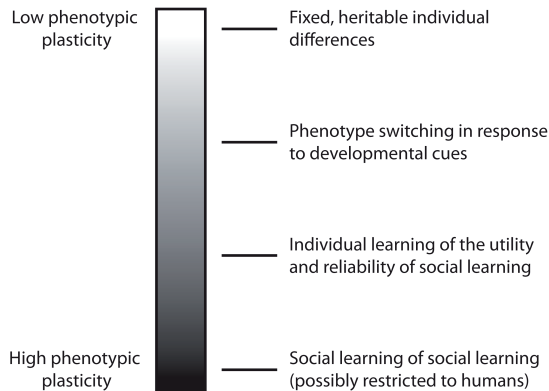 Low phenotypic
plasticity
Fixed, heritable individual
differences
Phenotype switching in response
to developmental cues
Individual learning of the utility
and reliability of social learning
High phenotypic
plasticity
Social learning of social learning
(possibly restricted to humans)